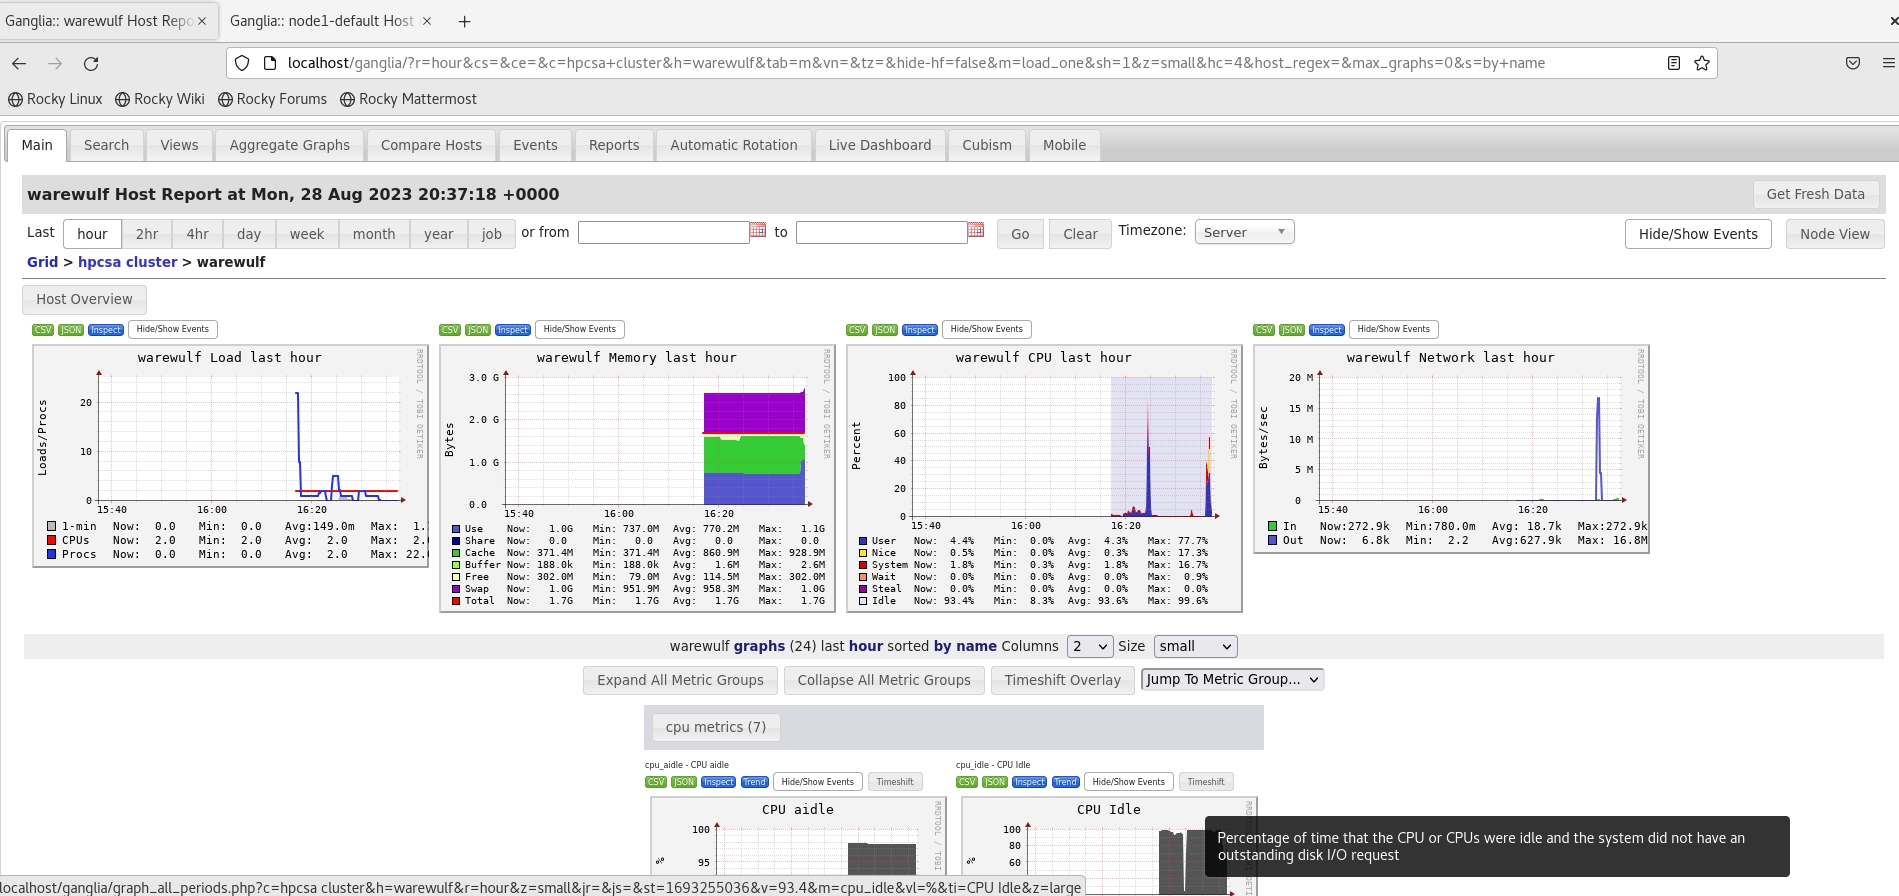 Ganglia:: warewulf Host Repo
Ganglia:: node1-default Host
localhost/ganglia/?r=hour&cs=&ce=&c=hpcsa+cluster&h=warewulf&tab=m&vn=&tz=&hide-hf=false&m=load_one&sh=1&z=small&hc=4&host_regex=&max_graphs=0&s=by+name
Rocky Linux Rocky Wiki Rocky Forums Rocky Mattermost
Main Search Views Aggregate Graphs Compare Hosts Events Reports Automatic Rotation Live Dashboard Cubism Mobile
warewulf Host Report at Mon, 28 Aug 2023 20:37:18 +0000
Get Fresh Data
Last hour 2hr 4hr day week month year job or from to Go Clear Timezone: Server Hide/Show Events Node View
Grid > hpcsa cluster > warewulf
Host Overview
CSV JSON Inspect Hide/Show Events
warewulf Load last hour
RRDTOOL / TOBI OETIKER
Loads/Procs
20
10
0
15:40 16:00 16:20
1-min Now: 0.0 Min: 0.0 Avg:149.0m Max: 1.
CPUs Now: 2.0 Min: 2.0 Avg: 2.0 Max: 2.
Procs Now: 0.0 Min: 0.0 Avg: 2.0 Max: 22.
CSV JSON Inspect Hide/Show Events
warewulf Memory last hour
RRDTOOL / TOBI OETIKER
Bytes
3.0 G
2.0 G
1.0 G
0.0
15:40 16:00 16:20
Use Now: 1.0G Min: 737.0M Avg: 770.2M Max: 1.1G
Share Now: 0.0 Min: 0.0 Avg: 0.0 Max: 0.0
Cache Now: 371.4M Min: 371.4M Avg: 860.9M Max: 928.9M
Buffer Now: 188.0k Min: 188.0k Avg: 1.6M Max: 2.6M
Free Now: 302.0M Min: 79.0M Avg: 114.5M Max: 302.0M
Swap Now: 1.0G Min: 951.9M Avg: 958.3M Max: 1.0G
Total Now: 1.7G Min: 1.7G Avg: 1.7G Max: 1.7G
CSV JSON Inspect Hide/Show Events
warewulf CPU last hour
RRDTOOL / TOBI OETIKER
Percent
100
80
60
40
20
0
15:40 16:00 16:20
User Now: 4.4% Min: 0.0% Avg: 4.3% Max: 77.7%
Nice Now: 0.5% Min: 0.0% Avg: 0.3% Max: 17.3%
System Now: 1.8% Min: 0.3% Avg: 1.8% Max: 16.7%
Wait Now: 0.0% Min: 0.0% Avg: 0.0% Max: 0.9%
Steal Now: 0.0% Min: 0.0% Avg: 0.0% Max: 0.0%
Idle Now: 93.4% Min: 8.3% Avg: 93.6% Max: 99.6%
CSV JSON Inspect Hide/Show Events
warewulf Network last hour
RRDTOOL / TOBI OETIKER
Bytes/sec
20 M
15 M
10 M
5 M
0
15:40 16:00 16:20
In Now:272.9k Min:780.0m Avg: 18.7k Max:272.9k
Out Now: 6.8k Min: 2.2 Avg:627.9k Max: 16.8M
warewulf graphs (24) last hour sorted by name Columns 2 Size small
Expand All Metric Groups Collapse All Metric Groups Timeshift Overlay Jump To Metric Group...
cpu metrics (7)
cpu_aidle - CPU aidle
CSV JSON Inspect Trend Hide/Show Events Timeshift
CPU aidle
RRDTOOL / TOBI
%
100
95
cpu_idle - CPU Idle
CSV JSON Inspect Trend Hide/Show Events Timeshift
CPU Idle
%
100
80
60
Percentage of time that the CPU or CPUs were idle and the system did not have an
outstanding disk I/O request
localhost/ganglia/graph_all_periods.php?c=hpcsa cluster&h=warewulf&r=hour&z=small&jr=&js=&st=1693255036&v=93.4&m=cpu_idle&vl=%&ti=CPU Idle&z=large